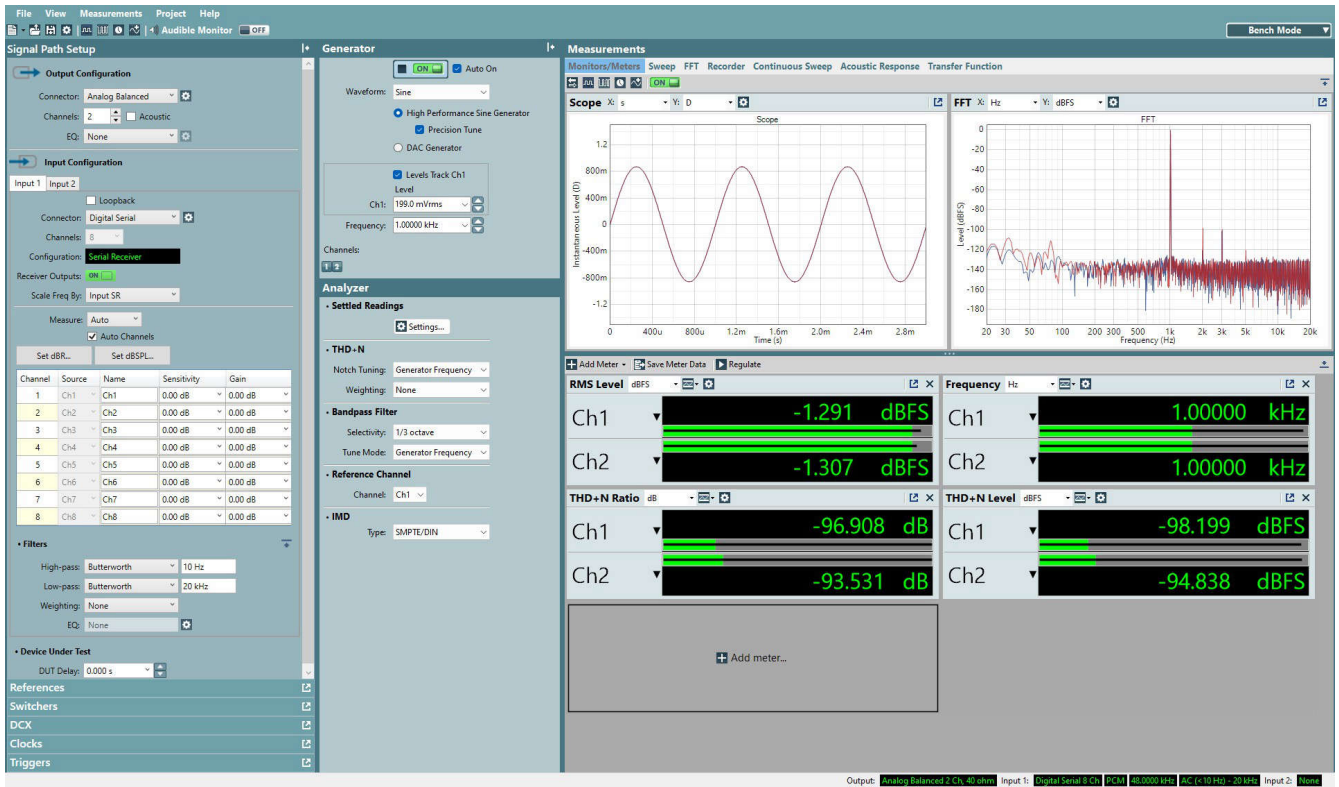 File View Measurements Project Help
Audible Monitor OFF
Bench Mode
Signal Path Setup
Output Configuration
Connector: Analog Balanced
Channels: 2 Acoustic
EQ: None
Input Configuration
Input 1 Input 2
Loopback
Connector: Digital Serial
Channels: 8
Configuration: Serial Receiver
Receiver Outputs: ON
Scale Freq By: Input SR
Measure: Auto
Auto Channels
Set dBR... Set dBSPL...
Channel Source Name Sensitivity Gain
1 Ch1 Ch1 0.00 dB 0.00 dB
2 Ch2 Ch2 0.00 dB 0.00 dB
3 Ch3 Ch3 0.00 dB 0.00 dB
4 Ch4 Ch4 0.00 dB 0.00 dB
5 Ch5 Ch5 0.00 dB 0.00 dB
6 Ch6 Ch6 0.00 dB 0.00 dB
7 Ch7 Ch7 0.00 dB 0.00 dB
8 Ch8 Ch8 0.00 dB 0.00 dB
Filters
High-pass: Butterworth 10 Hz
Low-pass: Butterworth 20 kHz
Weighting: None
EQ: None
Device Under Test
DUT Delay: 0.000 s
References
Switchers
DCX
Clocks
Triggers
Generator
ON Auto On
Waveform: Sine
High Performance Sine Generator
Precision Tune
DAC Generator
Levels Track Ch1
Level
Ch1: 199.0 mVrms
Frequency: 1.00000 kHz
Channels:
1 2
Analyzer
Settled Readings
Settings...
THD+N
Notch Tuning: Generator Frequency
Weighting: None
Bandpass Filter
Selectivity: 1/3 octave
Tune Mode: Generator Frequency
Reference Channel
Channel: Ch1
IMD
Type: SMPTE/DIN
Measurements
Monitors/Meters Sweep FFT Recorder Continuous Sweep Acoustic Response Transfer Function
ON
Scope X: s Y: D
Scope
1.2
800m
400m
0
-400m
-800m
-1.2
Instantaneous Level (D)
0 400u 800u 1.2m 1.6m 2.0m 2.4m 2.8m
Time (s)
FFT X: Hz Y: dBFS
FFT
0
-20
-40
-60
-80
-100
-120
-140
-160
-180
Level (dBFS)
20 30 50 100 200 300 500 1k 2k 3k 5k 10k 20k
Frequency (Hz)
Add Meter Save Meter Data Regulate
RMS Level dBFS
Ch1 -1.291 dBFS
Ch2 -1.307 dBFS
Frequency Hz
Ch1 1.00000 kHz
Ch2 1.00000 kHz
THD+N Ratio dB
Ch1 -96.908 dB
Ch2 -93.531 dB
THD+N Level dBFS
Ch1 -98.199 dBFS
Ch2 -94.838 dBFS
Add meter...
Output: Analog Balanced 2 Ch, 40 ohm Input 1: Digital Serial 8 Ch PCM 48.0000 kHz AC (<10 Hz) - 20 kHz Input 2: None